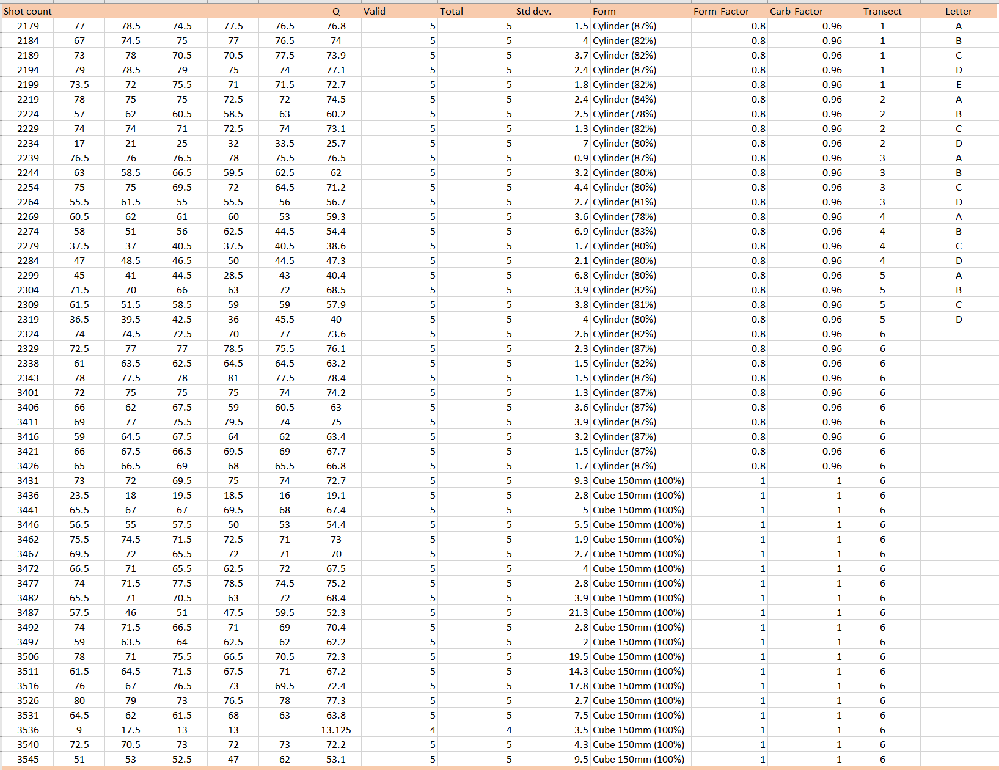 Shot count Q Valid Total Std dev. Form Form-Factor Carb-Factor Transect Letter
2179 77 78.5 74.5 77.5 76.5 76.8 5 5 1.5 Cylinder (87%) 0.8 0.96 1 A
2184 67 74.5 75 77 76.5 74 5 5 4 Cylinder (82%) 0.8 0.96 1 B
2189 73 78 70.5 70.5 77.5 73.9 5 5 3.7 Cylinder (82%) 0.8 0.96 1 C
2194 79 78.5 79 75 74 77.1 5 5 2.4 Cylinder (87%) 0.8 0.96 1 D
2199 73.5 72 75.5 71 71.5 72.7 5 5 1.8 Cylinder (82%) 0.8 0.96 1 E
2219 78 75 75 72.5 72 74.5 5 5 2.4 Cylinder (84%) 0.8 0.96 2 A
2224 57 62 60.5 58.5 63 60.2 5 5 2.5 Cylinder (78%) 0.8 0.96 2 B
2229 74 74 71 72.5 74 73.1 5 5 1.3 Cylinder (82%) 0.8 0.96 2 C
2234 17 21 25 32 33.5 25.7 5 5 7 Cylinder (80%) 0.8 0.96 2 D
2239 76.5 76 76.5 78 75.5 76.5 5 5 0.9 Cylinder (87%) 0.8 0.96 3 A
2244 63 58.5 66.5 59.5 62.5 62 5 5 3.2 Cylinder (80%) 0.8 0.96 3 B
2254 75 75 69.5 72 64.5 71.2 5 5 4.4 Cylinder (80%) 0.8 0.96 3 C
2264 55.5 61.5 55 55.5 56 56.7 5 5 2.7 Cylinder (81%) 0.8 0.96 3 D
2269 60.5 62 61 60 53 59.3 5 5 3.6 Cylinder (78%) 0.8 0.96 4 A
2274 58 51 56 62.5 44.5 54.4 5 5 6.9 Cylinder (83%) 0.8 0.96 4 B
2279 37.5 37 40.5 37.5 40.5 38.6 5 5 1.7 Cylinder (80%) 0.8 0.96 4 C
2284 47 48.5 46.5 50 44.5 47.3 5 5 2.1 Cylinder (80%) 0.8 0.96 4 D
2299 45 41 44.5 28.5 43 40.4 5 5 6.8 Cylinder (80%) 0.8 0.96 5 A
2304 71.5 70 66 63 72 68.5 5 5 3.9 Cylinder (82%) 0.8 0.96 5 B
2309 61.5 51.5 58.5 59 59 57.9 5 5 3.8 Cylinder (81%) 0.8 0.96 5 C
2319 36.5 39.5 42.5 36 45.5 40 5 5 4 Cylinder (80%) 0.8 0.96 5 D
2324 74 74.5 72.5 70 77 73.6 5 5 2.6 Cylinder (82%) 0.8 0.96 6
2329 72.5 77 77 78.5 75.5 76.1 5 5 2.3 Cylinder (87%) 0.8 0.96 6
2338 61 63.5 62.5 64.5 64.5 63.2 5 5 1.5 Cylinder (82%) 0.8 0.96 6
2343 78 77.5 78 81 77.5 78.4 5 5 1.5 Cylinder (87%) 0.8 0.96 6
3401 72 75 75 75 74 74.2 5 5 1.3 Cylinder (87%) 0.8 0.96 6
3406 66 62 67.5 59 60.5 63 5 5 3.6 Cylinder (87%) 0.8 0.96 6
3411 69 77 75.5 79.5 74 75 5 5 3.9 Cylinder (87%) 0.8 0.96 6
3416 59 64.5 67.5 64 62 63.4 5 5 3.2 Cylinder (87%) 0.8 0.96 6
3421 66 67.5 66.5 69.5 69 67.7 5 5 1.5 Cylinder (87%) 0.8 0.96 6
3426 65 66.5 69 68 65.5 66.8 5 5 1.7 Cylinder (87%) 0.8 0.96 6
3431 73 72 69.5 75 74 72.7 5 5 9.3 Cube 150mm (100%) 1 1 6
3436 23.5 18 19.5 18.5 16 19.1 5 5 2.8 Cube 150mm (100%) 1 1 6
3441 65.5 67 67 69.5 68 67.4 5 5 5 Cube 150mm (100%) 1 1 6
3446 56.5 55 57.5 50 53 54.4 5 5 5.5 Cube 150mm (100%) 1 1 6
3462 75.5 74.5 71.5 72.5 71 73 5 5 1.9 Cube 150mm (100%) 1 1 6
3467 69.5 72 65.5 72 71 70 5 5 2.7 Cube 150mm (100%) 1 1 6
3472 66.5 71 65.5 62.5 72 67.5 5 5 4 Cube 150mm (100%) 1 1 6
3477 74 71.5 77.5 78.5 74.5 75.2 5 5 2.8 Cube 150mm (100%) 1 1 6
3482 65.5 71 70.5 63 72 68.4 5 5 3.9 Cube 150mm (100%) 1 1 6
3487 57.5 46 51 47.5 59.5 52.3 5 5 21.3 Cube 150mm (100%) 1 1 6
3492 74 71.5 66.5 71 69 70.4 5 5 2.8 Cube 150mm (100%) 1 1 6
3497 59 63.5 64 62.5 62 62.2 5 5 2 Cube 150mm (100%) 1 1 6
3506 78 71 75.5 66.5 70.5 72.3 5 5 19.5 Cube 150mm (100%) 1 1 6
3511 61.5 64.5 71.5 67.5 71 67.2 5 5 14.3 Cube 150mm (100%) 1 1 6
3516 76 67 76.5 73 69.5 72.4 5 5 17.8 Cube 150mm (100%) 1 1 6
3526 80 79 73 76.5 78 77.3 5 5 2.7 Cube 150mm (100%) 1 1 6
3531 64.5 62 61.5 68 63 63.8 5 5 7.5 Cube 150mm (100%) 1 1 6
3536 9 17.5 13 13 13.125 4 4 3.5 Cube 150mm (100%) 1 1 6
3540 72.5 70.5 73 72 73 72.2 5 5 4.3 Cube 150mm (100%) 1 1 6
3545 51 53 52.5 47 62 53.1 5 5 9.5 Cube 150mm (100%) 1 1 6